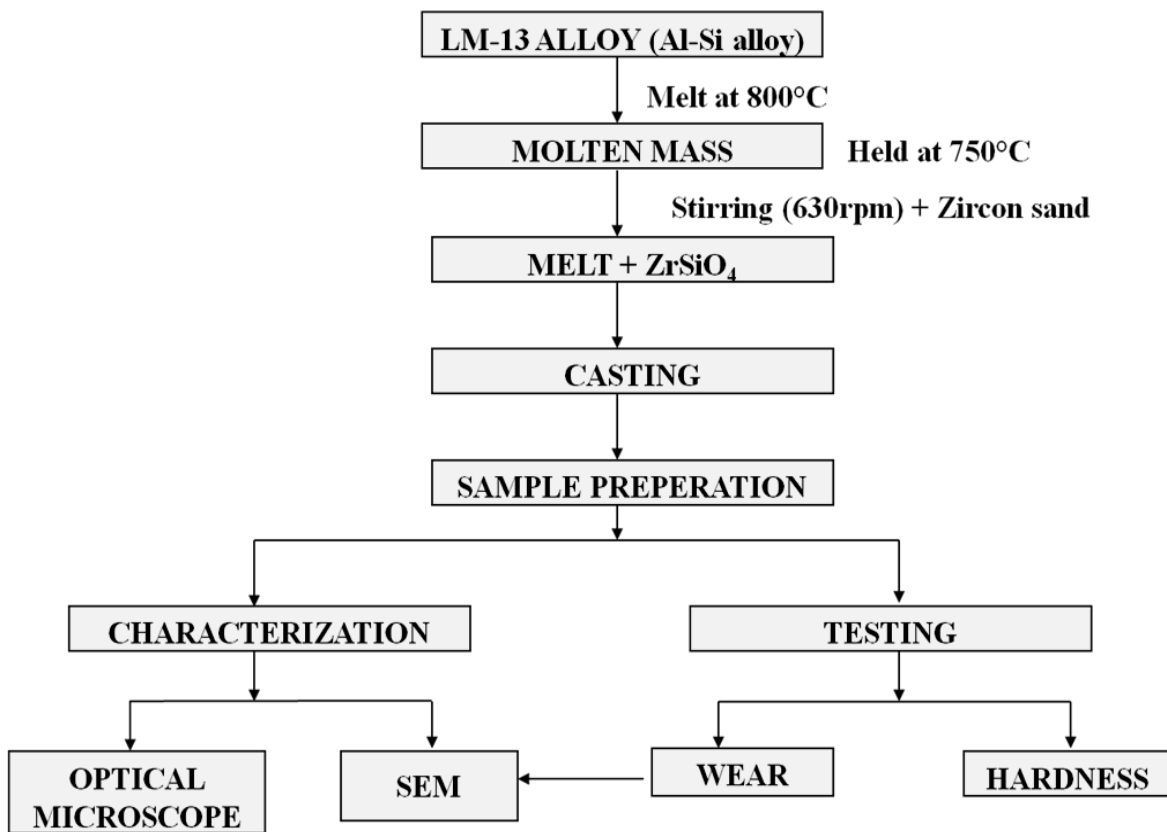 LM-13 ALLOY (Al-Si alloy)
Melt at 800°C
MOLTEN MASS
Held at 750°C
Stirring (630rpm) + Zircon sand
MELT + ZrSiO₄
CASTING
SAMPLE PREPERATION
CHARACTERIZATION
TESTING
OPTICAL
MICROSCOPE
SEM
WEAR
HARDNESS